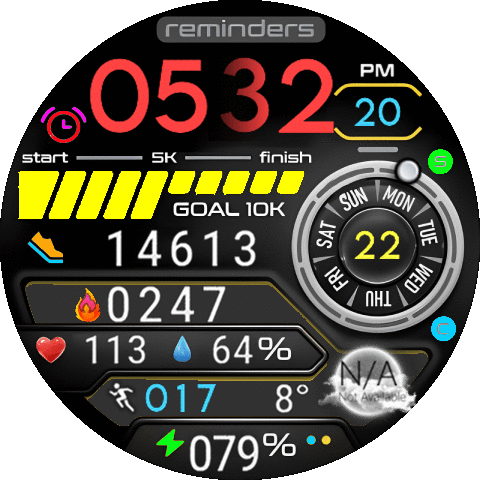 reminders
0532 PM
20
start 5K finish
S
GOAL 10K
SUN MON TUE WED THU FRI SAT
22
14613
0247
C
113 64%
N/A
Not Available
017 8°
079%